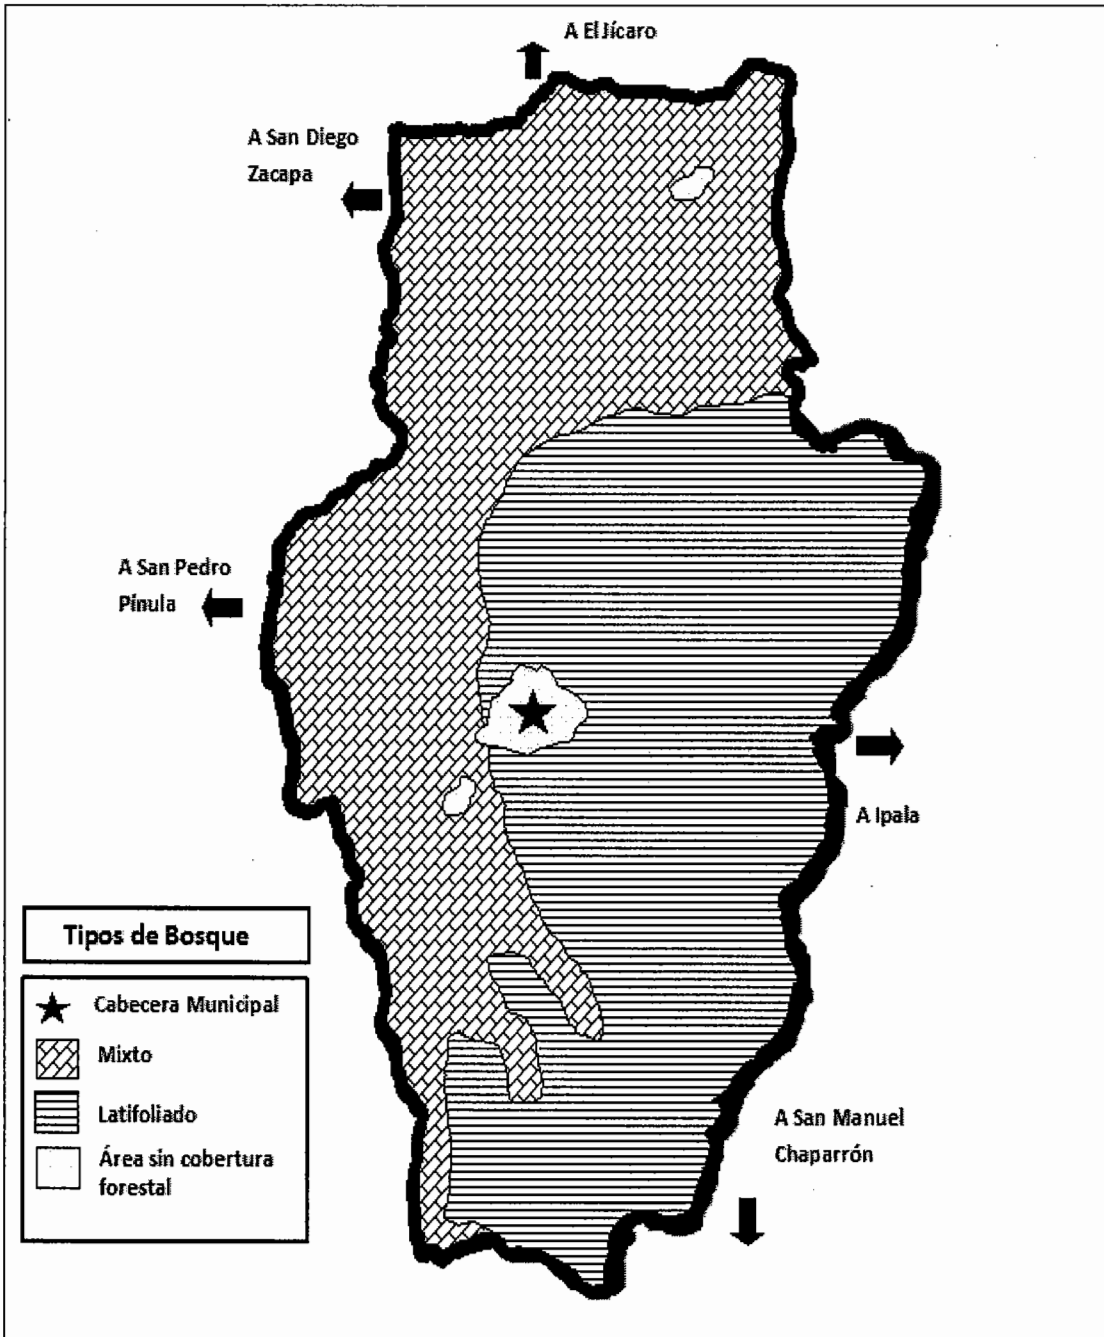 A El Jícaro
A San Diego
Zacapa
A San Pedro
Pinula
A Ipala
Tipos de Bosque
Cabecera Municipal
Mixto
Latifoliado
Área sin cobertura
forestal
A San Manuel
Chaparrón